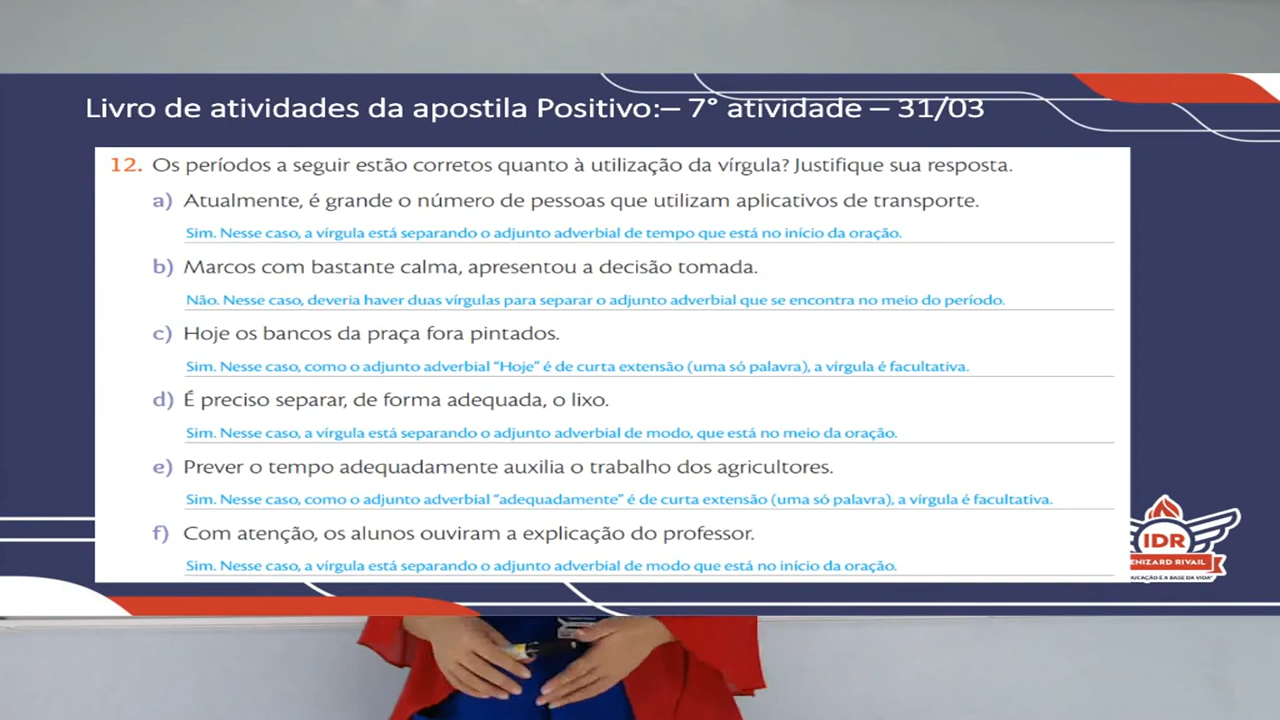 Livro de atividades da apostila Positivo:– 7° atividade – 31/03
12. Os períodos a seguir estão corretos quanto à utilização da vírgula? Justifique sua resposta.
a) Atualmente, é grande o número de pessoas que utilizam aplicativos de transporte.
Sim. Nesse caso, a vírgula está separando o adjunto adverbial de tempo que está no início da oração.
b) Marcos com bastante calma, apresentou a decisão tomada.
Não. Nesse caso, deveria haver duas vírgulas para separar o adjunto adverbial que se encontra no meio do período.
c) Hoje os bancos da praça fora pintados.
Sim. Nesse caso, como o adjunto adverbial “Hoje” é de curta extensão (uma só palavra), a vírgula é facultativa.
d) É preciso separar, de forma adequada, o lixo.
Sim. Nesse caso, a vírgula está separando o adjunto adverbial de modo, que está no meio da oração.
e) Prever o tempo adequadamente auxilia o trabalho dos agricultores.
Sim. Nesse caso, como o adjunto adverbial “adequadamente” é de curta extensão (uma só palavra), a vírgula é facultativa.
f) Com atenção, os alunos ouviram a explicação do professor.
Sim. Nesse caso, a vírgula está separando o adjunto adverbial de modo que está no início da oração.
IDR
ENIZARD RIVAIL
UCAÇÃO É A BASE DA VIDA"